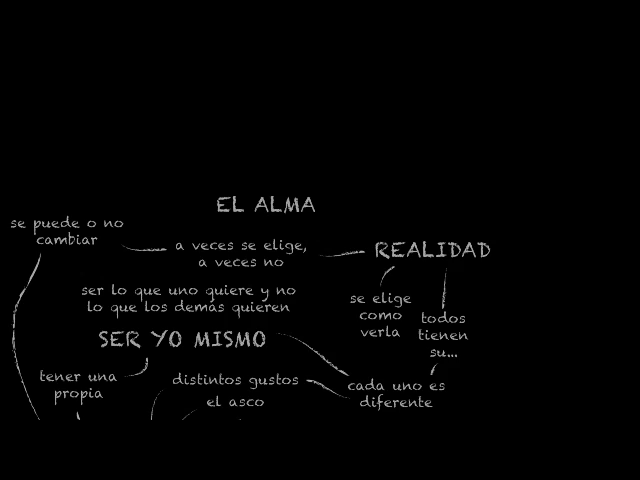 EL ALMA
se puede o no
cambiar
a veces se elige,
a veces no
REALIDAD
ser lo que uno quiere y no
lo que los demás quieren
se elige
como
verla
todos
tienen
su...
SER YO MISMO
tener una
propia
distintos gustos
el asco
cada uno es
diferente